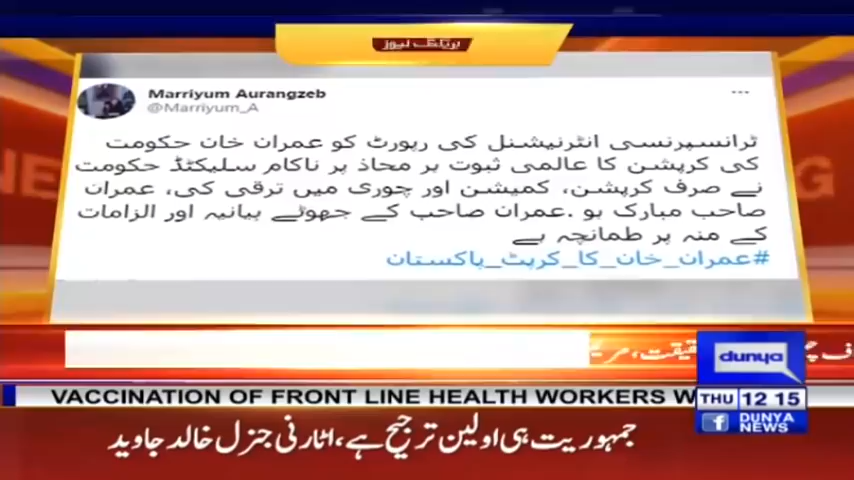 بریکنگ نیوز
Marriyum Aurangzeb
@Marriyum_A
ٹرانسپرنسی انٹرنیشنل کی رپورٹ کو عمران خان حکومت
کی کرپشن کا عالمی ثبوت ہر محاذ پر ناکام سلیکٹڈ حکومت
نے صرف کرپشن، کمیشن اور چوری میں ترقی کی، عمران
صاحب مبارک ہو .عمران صاحب کے جھوٹے بیانیہ اور الزامات
کے منہ پر طمانچہ ہے
#عمران_خان_کا_کرپٹ_پاکستان
حقیقت، مریم
dunya
VACCINATION OF FRONT LINE HEALTH WORKERS W
THU 12 15
جمہوریت ہی اولین ترجیح ہے، اٹارنی جنرل خالد جاوید
f DUNYA NEWS